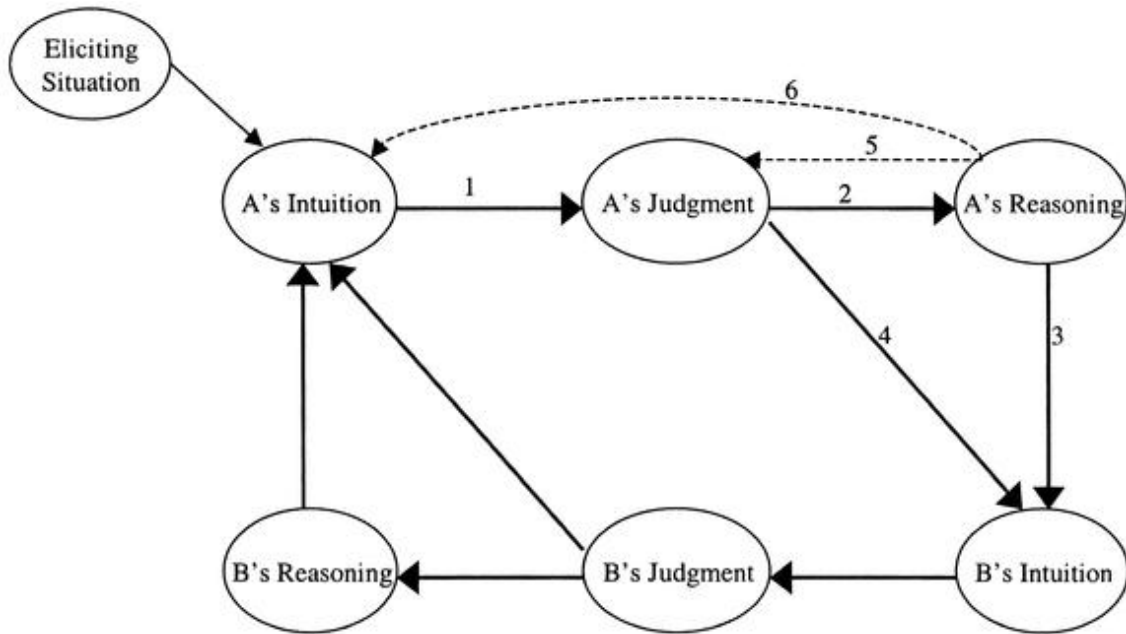 Eliciting
Situation
6
5
A's Intuition
1
A's Judgment
2
A's Reasoning
4
3
B's Reasoning
B's Judgment
B's Intuition